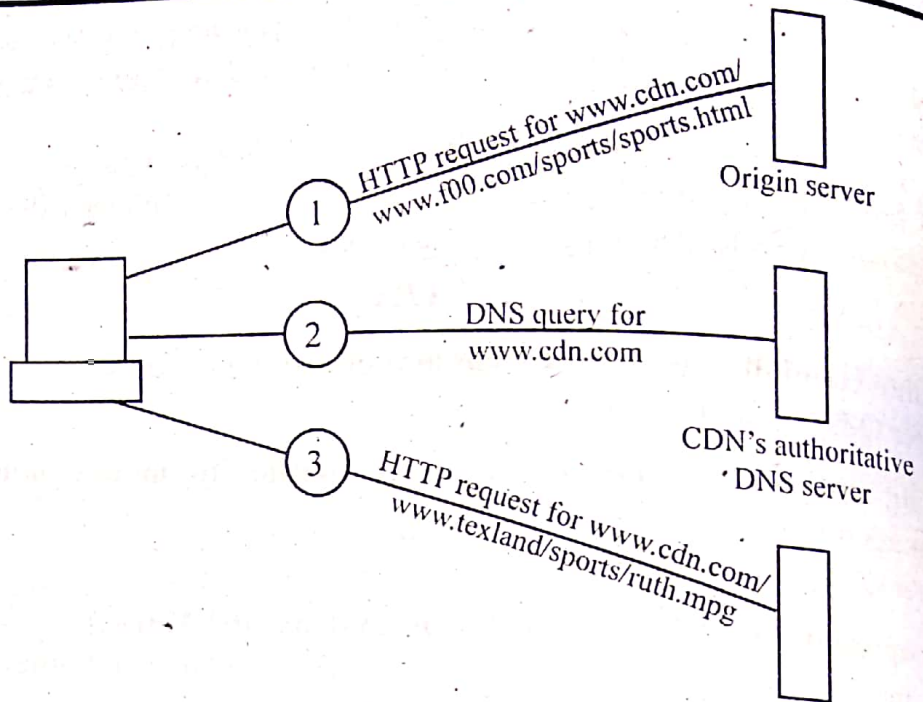 HTTP request for www.cdn.com/
www.f00.com/sports/sports.html
1
Origin server
2
DNS query for
www.cdn.com
CDN's authoritative
DNS server
3
HTTP request for www.cdn.com/
www.texland/sports/ruth.mpg